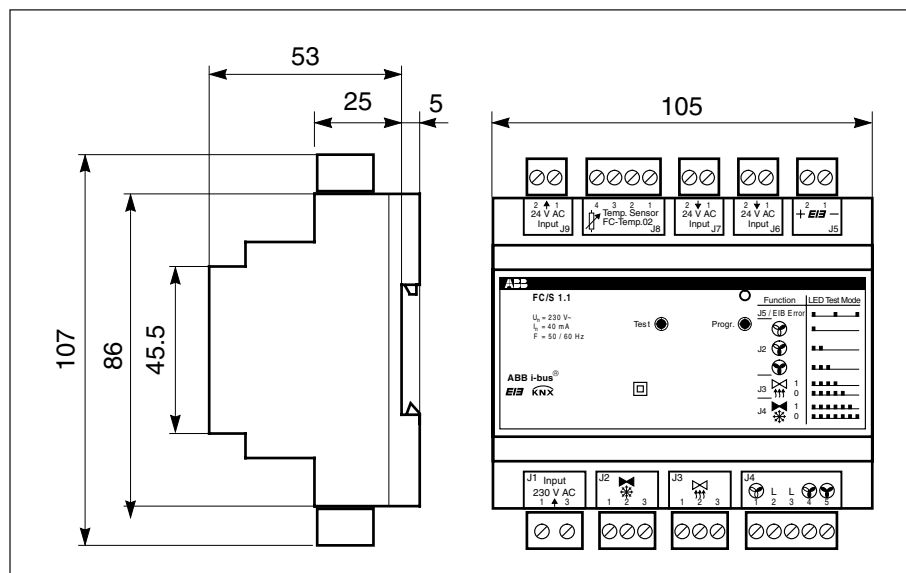 53
25
5
105
107
86
45.5
2 1
24 V AC
Input
J9
4 3 2 1
Temp. Sensor
FC-Temp.02
J8
2 1
24 V AC
Input
J7
2 1
24 V AC
Input
J6
2 1
+ EIB −
J5
ABB
FC/S 1.1
Un = 230 V~
In = 40 mA
F = 50 / 60 Hz
Test
Progr.
ABB i-bus®
EIB KNX
Function LED Test Mode
J5 / EIB Error
J2
J3 1
0
J4 1
0
J1 Input
230 V AC
1 3
J2
1 2 3
J3
1 2 3
J4
L L
1 2 3 4 5